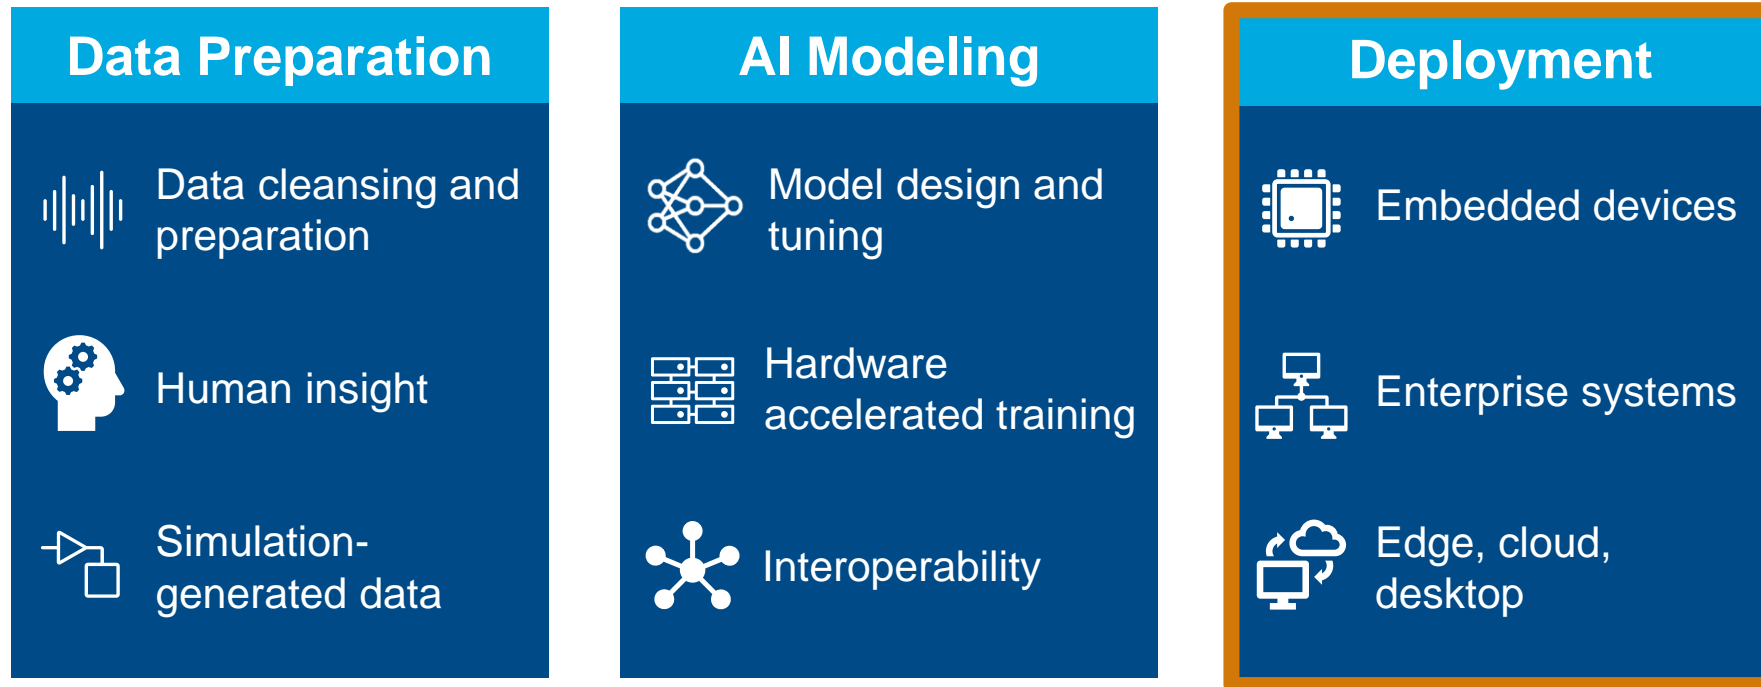 Data Preparation
Data cleansing and
preparation
Human insight
Simulation-
generated data
AI Modeling
Model design and
tuning
Hardware
accelerated training
Interoperability
Deployment
Embedded devices
Enterprise systems
Edge, cloud,
desktop